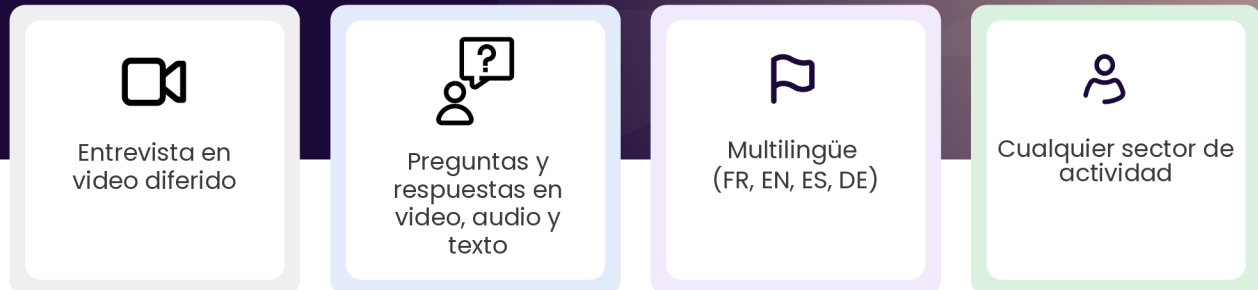 Entrevista en
video diferido
?
Preguntas y
respuestas en
video, audio y
texto
Multilingüe
(FR, EN, ES, DE)
Cualquier sector de
actividad